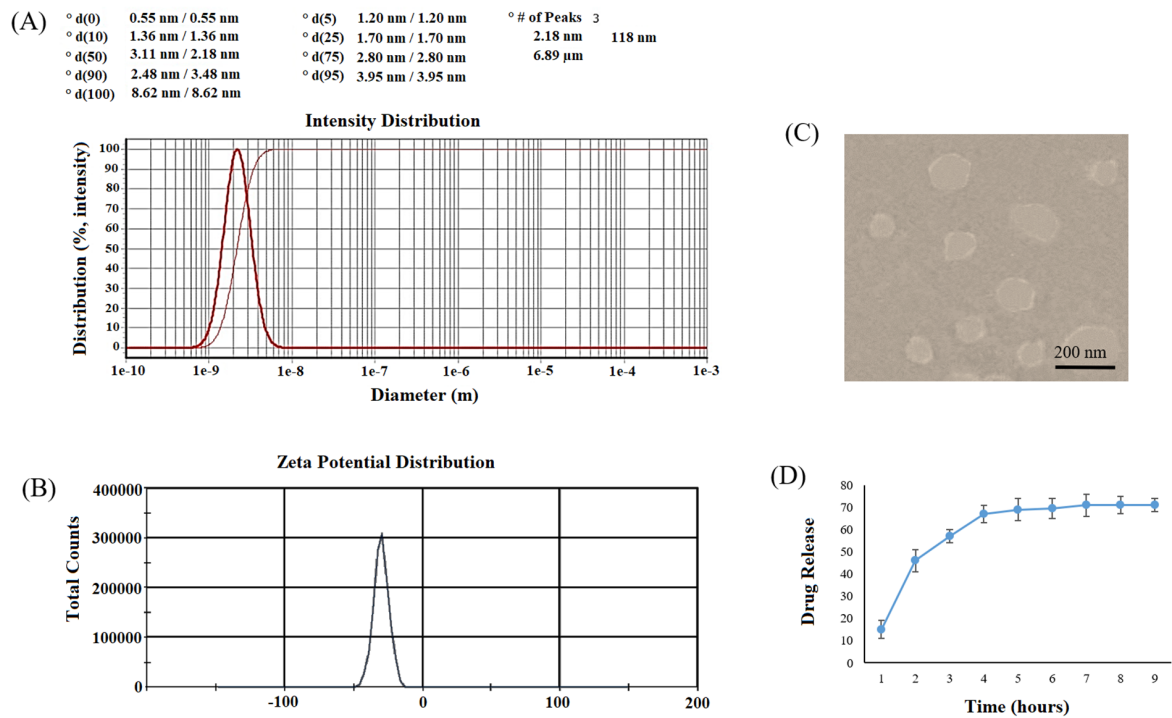 (A)
° d(0) 0.55 nm / 0.55 nm ° d(5) 1.20 nm / 1.20 nm ° # of Peaks 3
° d(10) 1.36 nm / 1.36 nm ° d(25) 1.70 nm / 1.70 nm 2.18 nm 118 nm
° d(50) 3.11 nm / 2.18 nm ° d(75) 2.80 nm / 2.80 nm 6.89 µm
° d(90) 2.48 nm / 3.48 nm ° d(95) 3.95 nm / 3.95 nm
° d(100) 8.62 nm / 8.62 nm
Intensity Distribution
Distribution (%, intensity)
100
90
80
70
60
50
40
30
20
10
0
1e-10 1e-9 1e-8 1e-7 1e-6 1e-5 1e-4 1e-3
Diameter (m)
(C)
200 nm
(B)
Zeta Potential Distribution
Total Counts
400000
300000
200000
100000
0
-100 0 100 200
(D)
Drug Release
80
70
60
50
40
30
20
10
0
1 2 3 4 5 6 7 8 9
Time (hours)